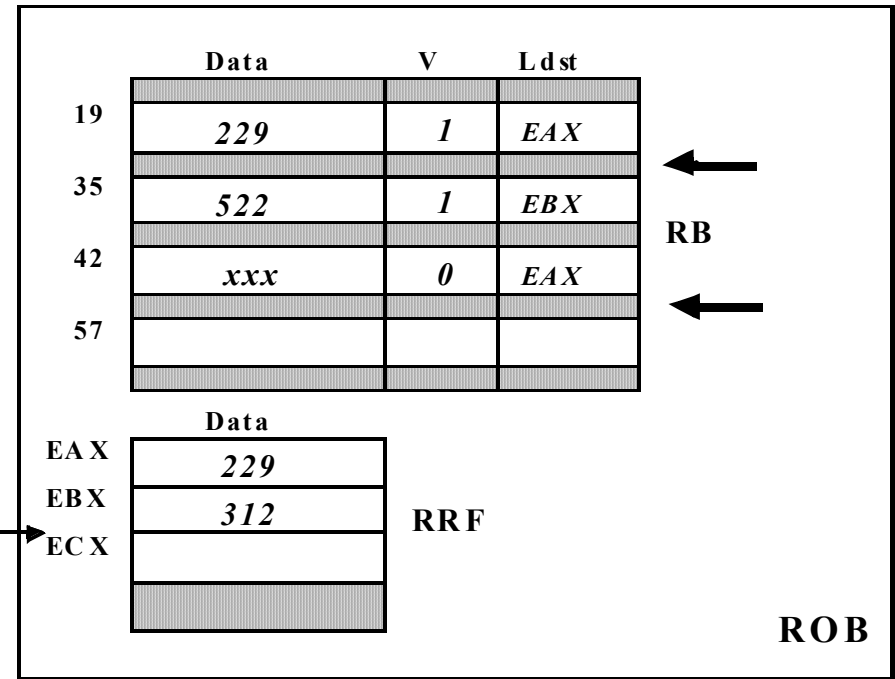 Data V Ldst
19 229 1 EAX
35 522 1 EBX
RB
42 xxx 0 EAX
57
Data
EAX 229
EBX 312
RRF
ECX
ROB